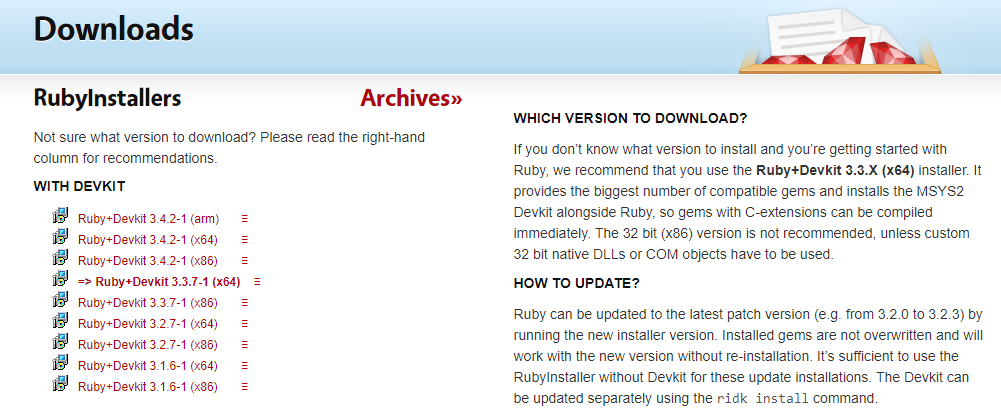 Downloads
RubyInstallers
Archives»
Not sure what version to download? Please read the right-hand
column for recommendations.
WITH DEVKIT
Ruby+Devkit 3.4.2-1 (arm) ≡
Ruby+Devkit 3.4.2-1 (x64) ≡
Ruby+Devkit 3.4.2-1 (x86) ≡
=> Ruby+Devkit 3.3.7-1 (x64) ≡
Ruby+Devkit 3.3.7-1 (x86) ≡
Ruby+Devkit 3.2.7-1 (x64) ≡
Ruby+Devkit 3.2.7-1 (x86) ≡
Ruby+Devkit 3.1.6-1 (x64) ≡
Ruby+Devkit 3.1.6-1 (x86) ≡
WHICH VERSION TO DOWNLOAD?
If you don’t know what version to install and you’re getting started with
Ruby, we recommend that you use the Ruby+Devkit 3.3.X (x64) installer. It
provides the biggest number of compatible gems and installs the MSYS2
Devkit alongside Ruby, so gems with C-extensions can be compiled
immediately. The 32 bit (x86) version is not recommended, unless custom
32 bit native DLLs or COM objects have to be used.
HOW TO UPDATE?
Ruby can be updated to the latest patch version (e.g. from 3.2.0 to 3.2.3) by
running the new installer version. Installed gems are not overwritten and will
work with the new version without re-installation. It’s sufficient to use the
RubyInstaller without Devkit for these update installations. The Devkit can
be updated separately using the ridk install command.